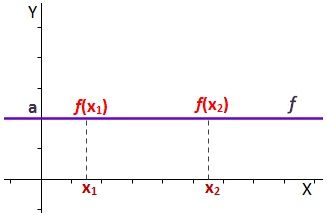 Y
a f(x₁) f(x₂) f
x₁ x₂ X